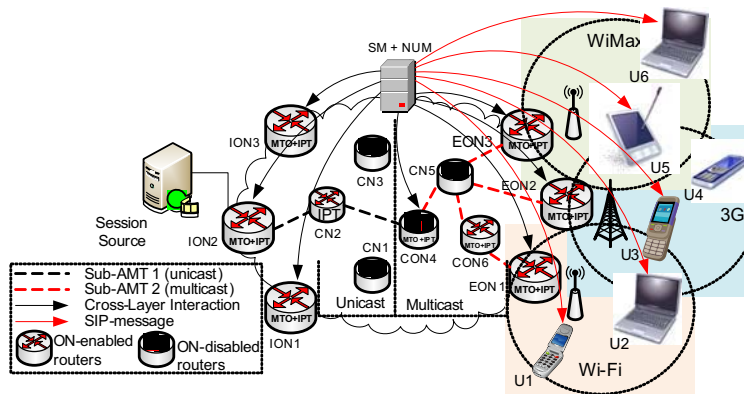 SM + NUM
WiMax
U6
ION3
MTO+IPT
EON3
MTO+IPT
CN3
CN5
U5
U4
EON2
MTO+IPT
3G
Session
Source
ION2
MTO+IPT
IPT
CN2
MTO+IPT
CON4
MTO+IPT
CON6
U3
CN1
EON1
MTO+IPT
Sub-AMT 1 (unicast)
Sub-AMT 2 (multicast)
Cross-Layer Interaction
SIP-message
ON-enabled
routers
ON-disabled
routers
MTO+IPT
ION1
Unicast
Multicast
U2
U1
Wi-Fi